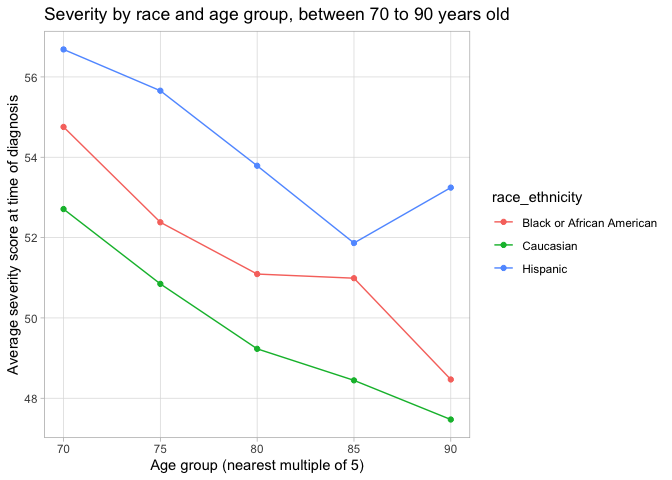 Severity by race and age group, between 70 to 90 years old
Average severity score at time of diagnosis
56
54
52
50
48
70 75 80 85 90
Age group (nearest multiple of 5)
race_ethnicity
Black or African American
Caucasian
Hispanic